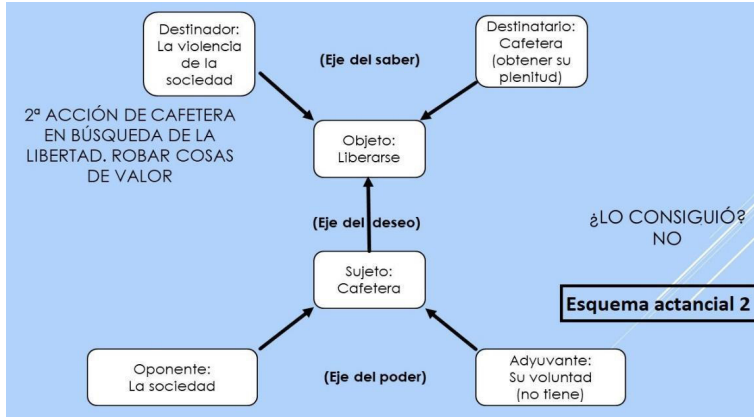 Destinador:
La violencia
de la
sociedad
(Eje del saber)
Destinatario:
Cafetera
(obtener su
plenitud)
2ª ACCIÓN DE CAFETERA
EN BÚSQUEDA DE LA
LIBERTAD. ROBAR COSAS
DE VALOR
Objeto:
Liberarse
(Eje del deseo)
¿LO CONSIGUIÓ?
NO
Sujeto:
Cafetera
Esquema actancial 2
Oponente:
La sociedad
(Eje del poder)
Adyuvante:
Su voluntad
(no tiene)